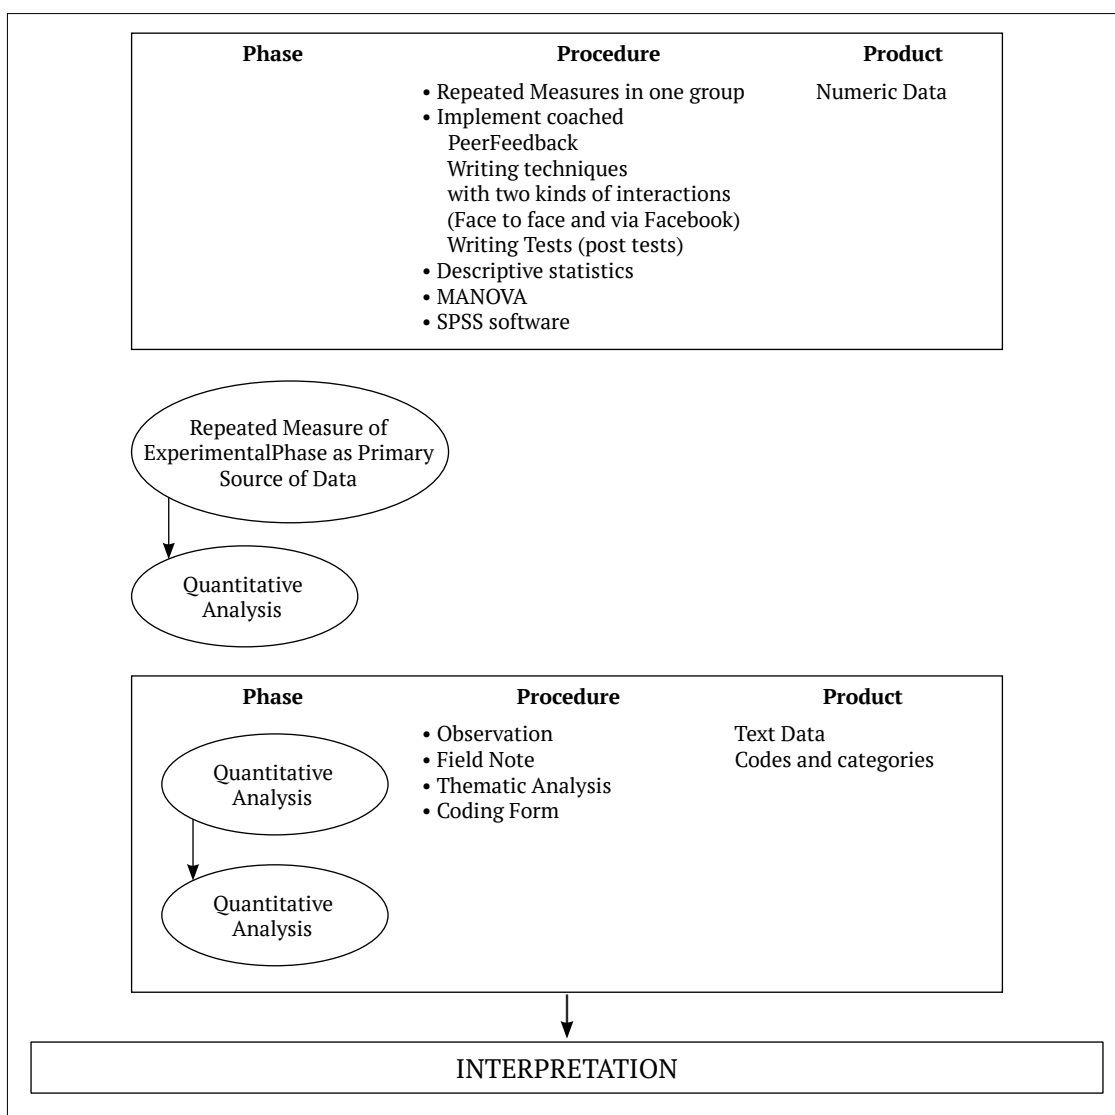 Phase Procedure Product
• Repeated Measures in one group Numeric Data
• Implement coached
PeerFeedback
Writing techniques
with two kinds of interactions
(Face to face and via Facebook)
Writing Tests (post tests)
• Descriptive statistics
• MANOVA
• SPSS software
Repeated Measure of
ExperimentalPhase as Primary
Source of Data
Quantitative
Analysis
Phase Procedure Product
• Observation Text Data
• Field Note Codes and categories
• Thematic Analysis
• Coding Form
Quantitative
Analysis
Quantitative
Analysis
INTERPRETATION